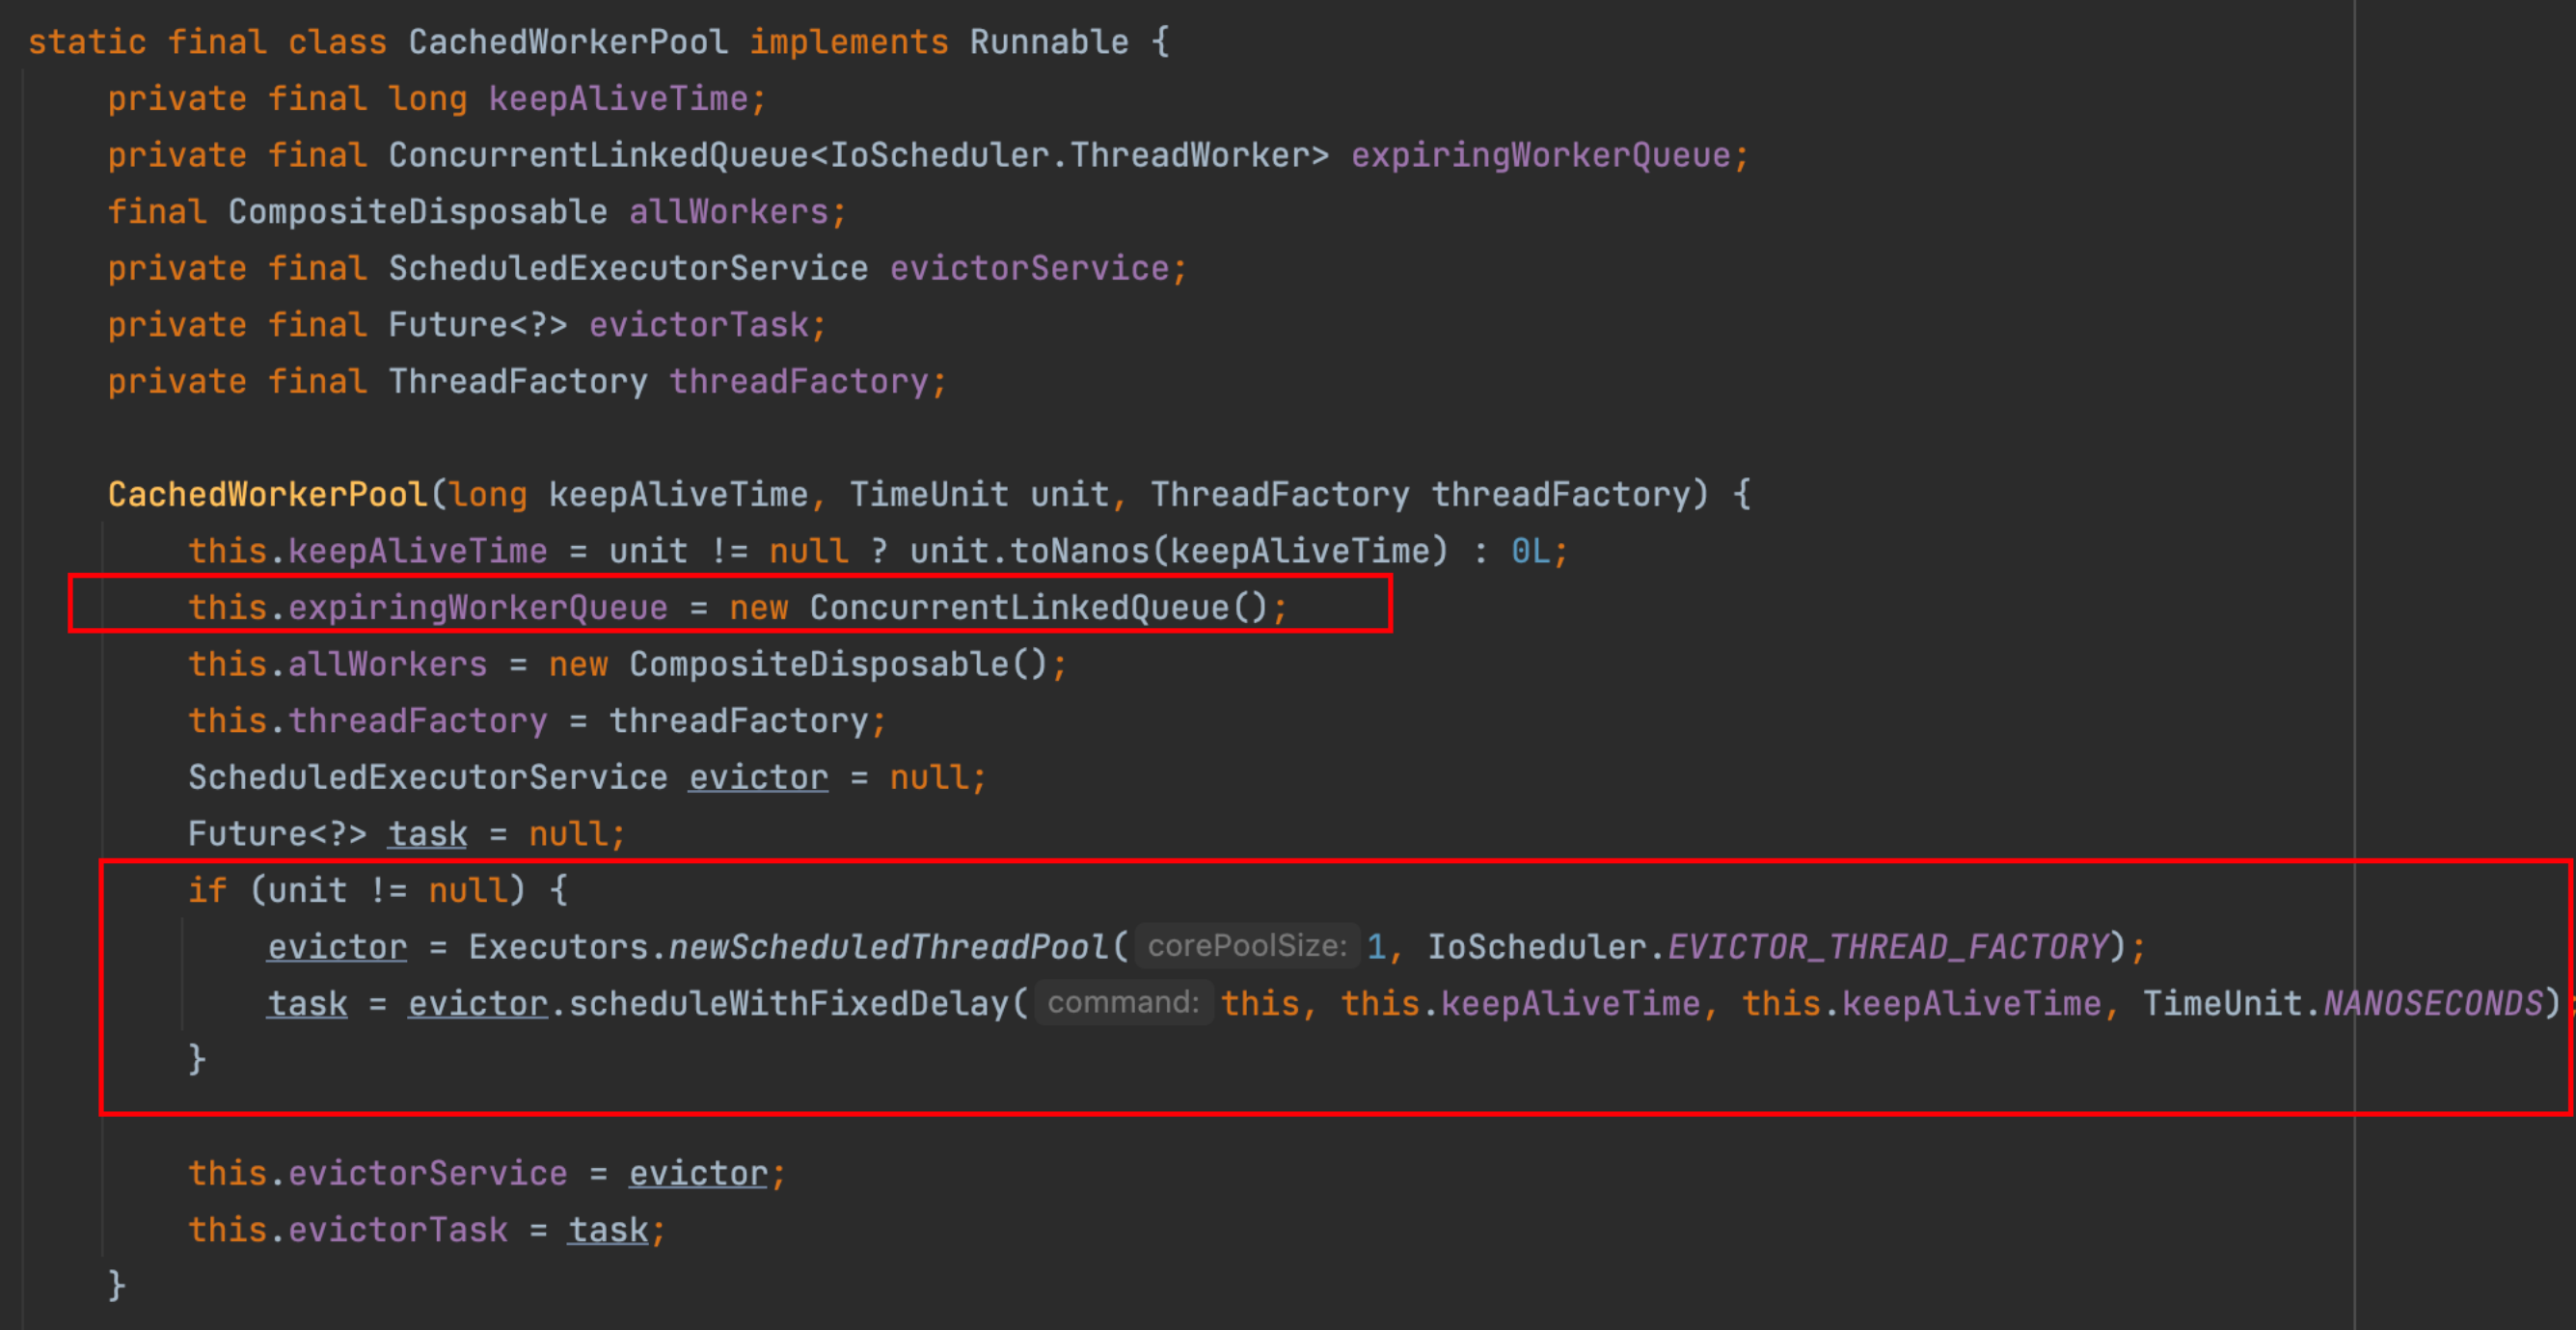 static final class CachedWorkerPool implements Runnable {
private final long keepAliveTime;
private final ConcurrentLinkedQueue<IoScheduler.ThreadWorker> expiringWorkerQueue;
final CompositeDisposable allWorkers;
private final ScheduledExecutorService evictorService;
private final Future<?> evictorTask;
private final ThreadFactory threadFactory;
CachedWorkerPool(long keepAliveTime, TimeUnit unit, ThreadFactory threadFactory) {
this.keepAliveTime = unit != null ? unit.toNanos(keepAliveTime) : 0L;
this.expiringWorkerQueue = new ConcurrentLinkedQueue();
this.allWorkers = new CompositeDisposable();
this.threadFactory = threadFactory;
ScheduledExecutorService evictor = null;
Future<?> task = null;
if (unit != null) {
evictor = Executors.newScheduledThreadPool( corePoolSize: 1, IoScheduler.EVICTOR_THREAD_FACTORY);
task = evictor.scheduleWithFixedDelay( command: this, this.keepAliveTime, this.keepAliveTime, TimeUnit.NANOSECONDS);
}
this.evictorService = evictor;
this.evictorTask = task;
}